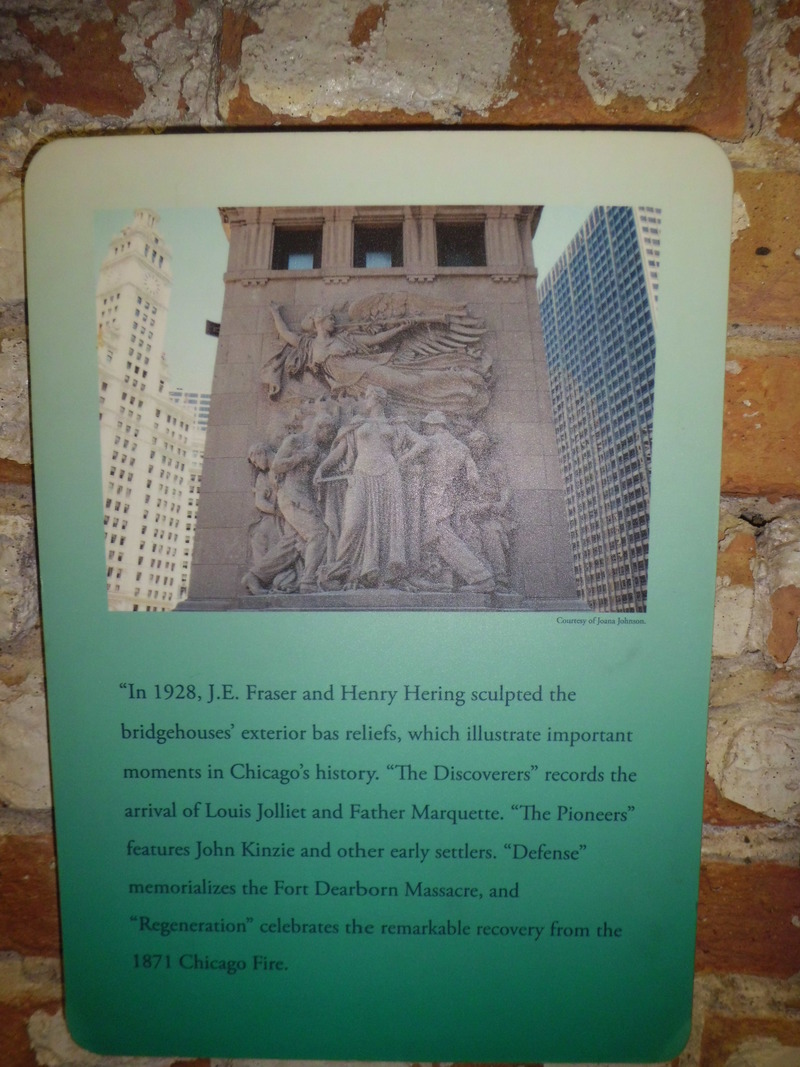 Courtesy of Joana Johnson.
“In 1928, J.E. Fraser and Henry Hering sculpted the
bridgehouses’ exterior bas reliefs, which illustrate important
moments in Chicago’s history. “The Discoverers” records the
arrival of Louis Jolliet and Father Marquette. “The Pioneers”
features John Kinzie and other early settlers. “Defense”
memorializes the Fort Dearborn Massacre, and
“Regeneration” celebrates the remarkable recovery from the
1871 Chicago Fire.